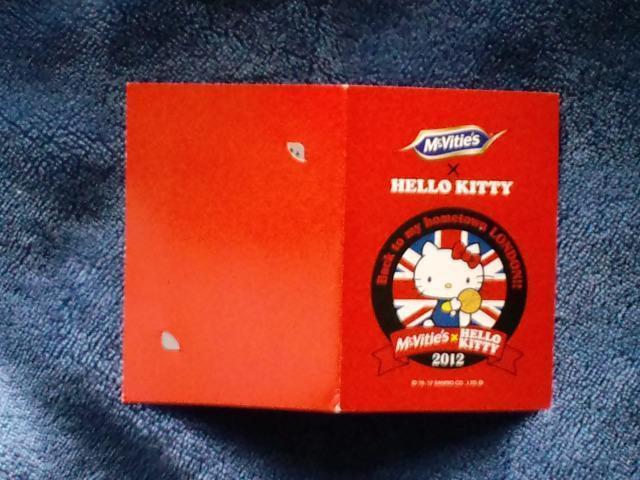 McVitie's
×
HELLO KITTY
Back to my hometown LONDON!!
McVitie's × HELLO KITTY
2012